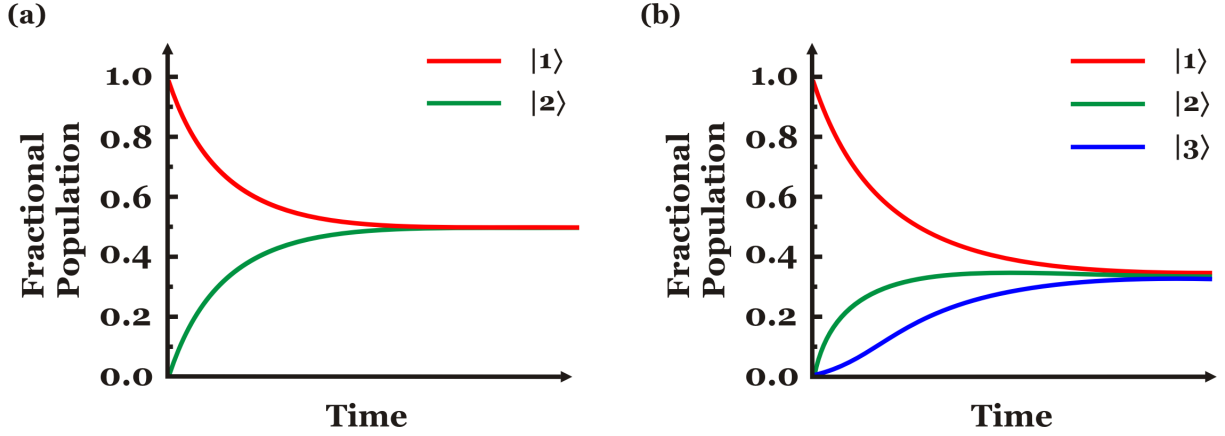 (a)
|1⟩
|2⟩
1.0
0.8
0.6
0.4
0.2
0.0
Fractional
Population
Time
(b)
|1⟩
|2⟩
|3⟩
1.0
0.8
0.6
0.4
0.2
0.0
Fractional
Population
Time